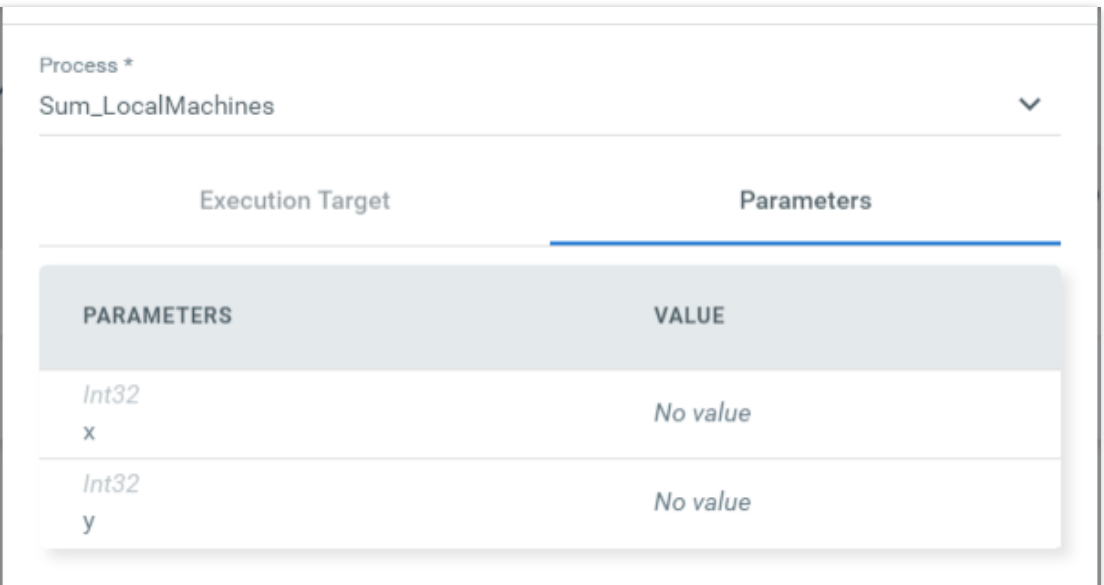 Process *
Sum_LocalMachines
Execution Target Parameters
PARAMETERS VALUE
Int32
x
No value
Int32
y
No value